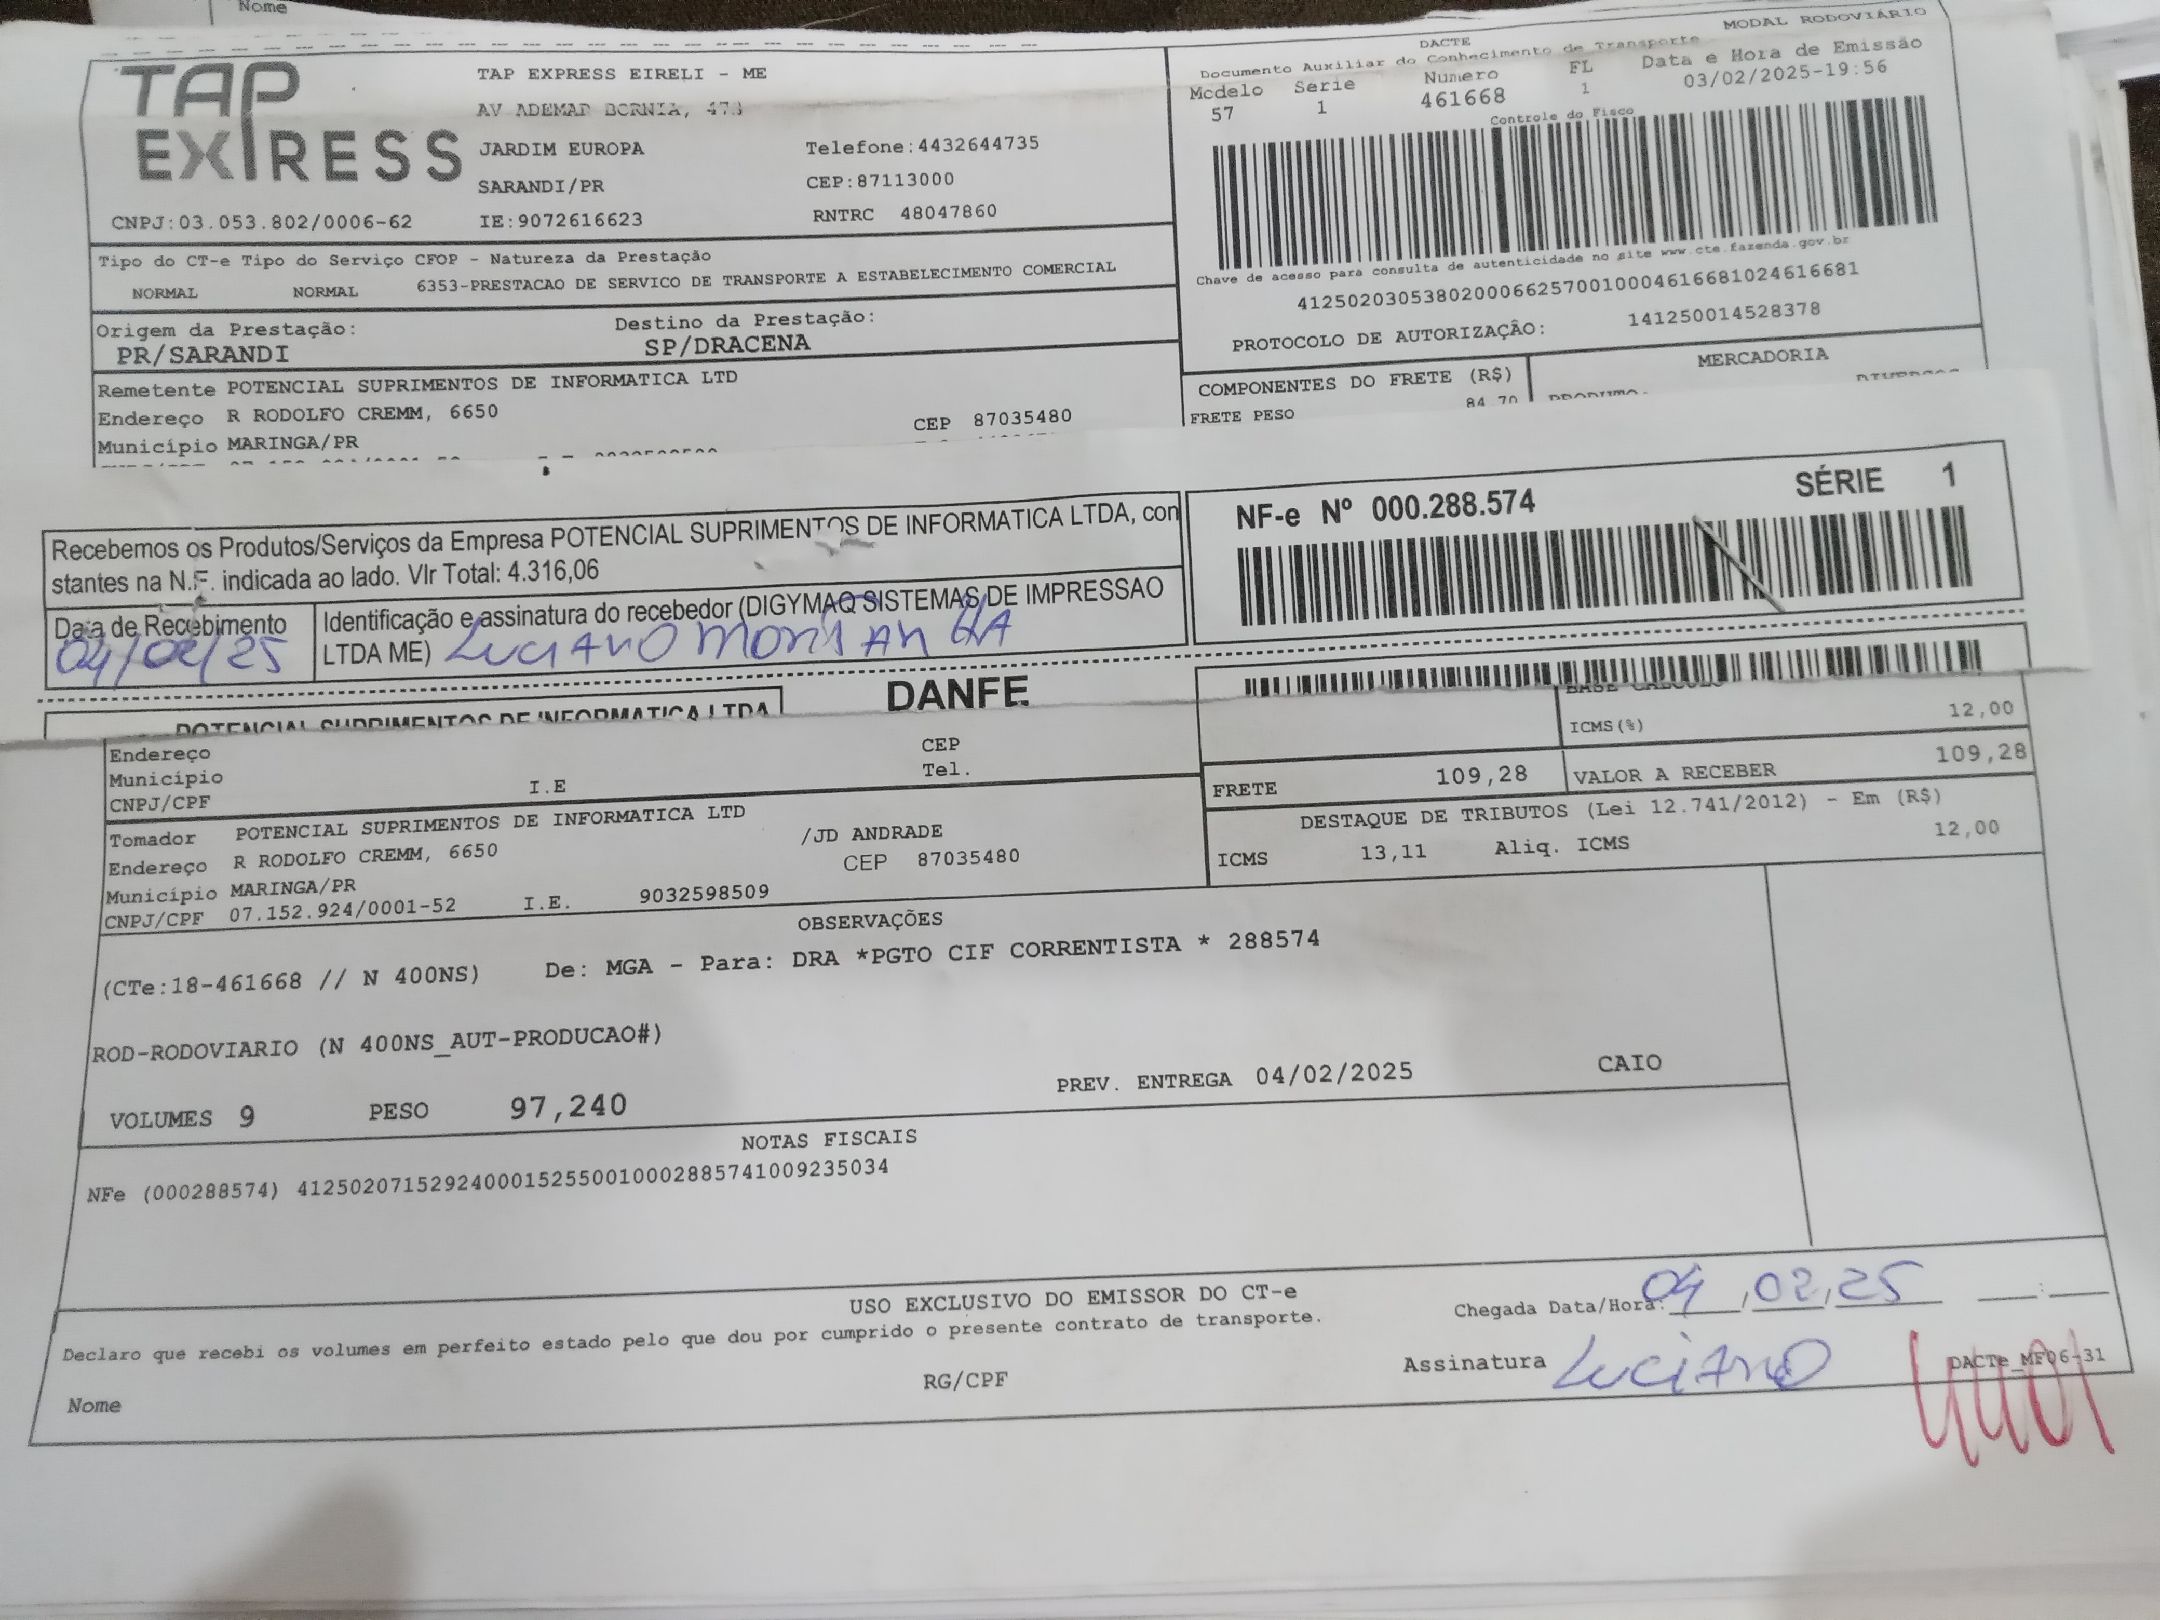 Nome
TAP EXPRESS
TAP EXPRESS EIRELI - ME
AV ADEMAR BORNIA, 473
JARDIM EUROPA Telefone:4432644735
SARANDI/PR CEP:87113000
CNPJ:03.053.802/0006-62 IE:9072616623 RNTRC 48047860
MODAL RODOVIÁRIO
DACTE
Documento Auxiliar do Conhecimento de Transporte
Modelo Serie Numero FL Data e Hora de Emissão
57 1 461668 1 03/02/2025-19:56
Controle do Fisco
Chave de acesso para consulta de autenticidade no site www.cte.fazenda.gov.br
41250203053802000662570010004616681024616681
PROTOCOLO DE AUTORIZAÇÃO: 141250014528378
Tipo do CT-e Tipo do Serviço CFOP - Natureza da Prestação
NORMAL NORMAL 6353-PRESTACAO DE SERVICO DE TRANSPORTE A ESTABELECIMENTO COMERCIAL
Origem da Prestação: Destino da Prestação:
PR/SARANDI SP/DRACENA
Remetente POTENCIAL SUPRIMENTOS DE INFORMATICA LTD
Endereço R RODOLFO CREMM, 6650 CEP 87035480
Município MARINGA/PR
COMPONENTES DO FRETE (R$) MERCADORIA
FRETE PESO 84,70
Recebemos os Produtos/Serviços da Empresa POTENCIAL SUPRIMENTOS DE INFORMATICA LTDA, con
stantes na N.F. indicada ao lado. Vlr Total: 4.316,06
Data de Recebimento
04/02/25
Identificação e assinatura do recebedor (DIGYMAQ SISTEMAS DE IMPRESSAO
LTDA ME) Luciano
NF-e Nº 000.288.574 SÉRIE 1
DANFE
POTENCIAL SUPRIMENTOS DE INFORMATICA LTDA
BASE CALCULO
ICMS(%) 12,00
FRETE 109,28 VALOR A RECEBER 109,28
DESTAQUE DE TRIBUTOS (Lei 12.741/2012) - Em (R$)
ICMS 13,11 Aliq. ICMS 12,00
Endereço CEP
Município Tel.
CNPJ/CPF I.E
Tomador POTENCIAL SUPRIMENTOS DE INFORMATICA LTD
Endereço R RODOLFO CREMM, 6650 /JD ANDRADE
Município MARINGA/PR CEP 87035480
CNPJ/CPF 07.152.924/0001-52 I.E. 9032598509
OBSERVAÇÕES
(CTe:18-461668 // N 400NS) De: MGA - Para: DRA *PGTO CIF CORRENTISTA * 288574
ROD-RODOVIARIO (N 400NS_AUT-PRODUCAO#)
VOLUMES 9 PESO 97,240 PREV. ENTREGA 04/02/2025 CAIO
NOTAS FISCAIS
NFe (000288574) 41250207152924000152550010002885741009235034
USO EXCLUSIVO DO EMISSOR DO CT-e
Declaro que recebi os volumes em perfeito estado pelo que dou por cumprido o presente contrato de transporte.
Chegada Data/Hora: 04,02,25 :
Nome RG/CPF Assinatura Luciano
DACTe_MF06-31